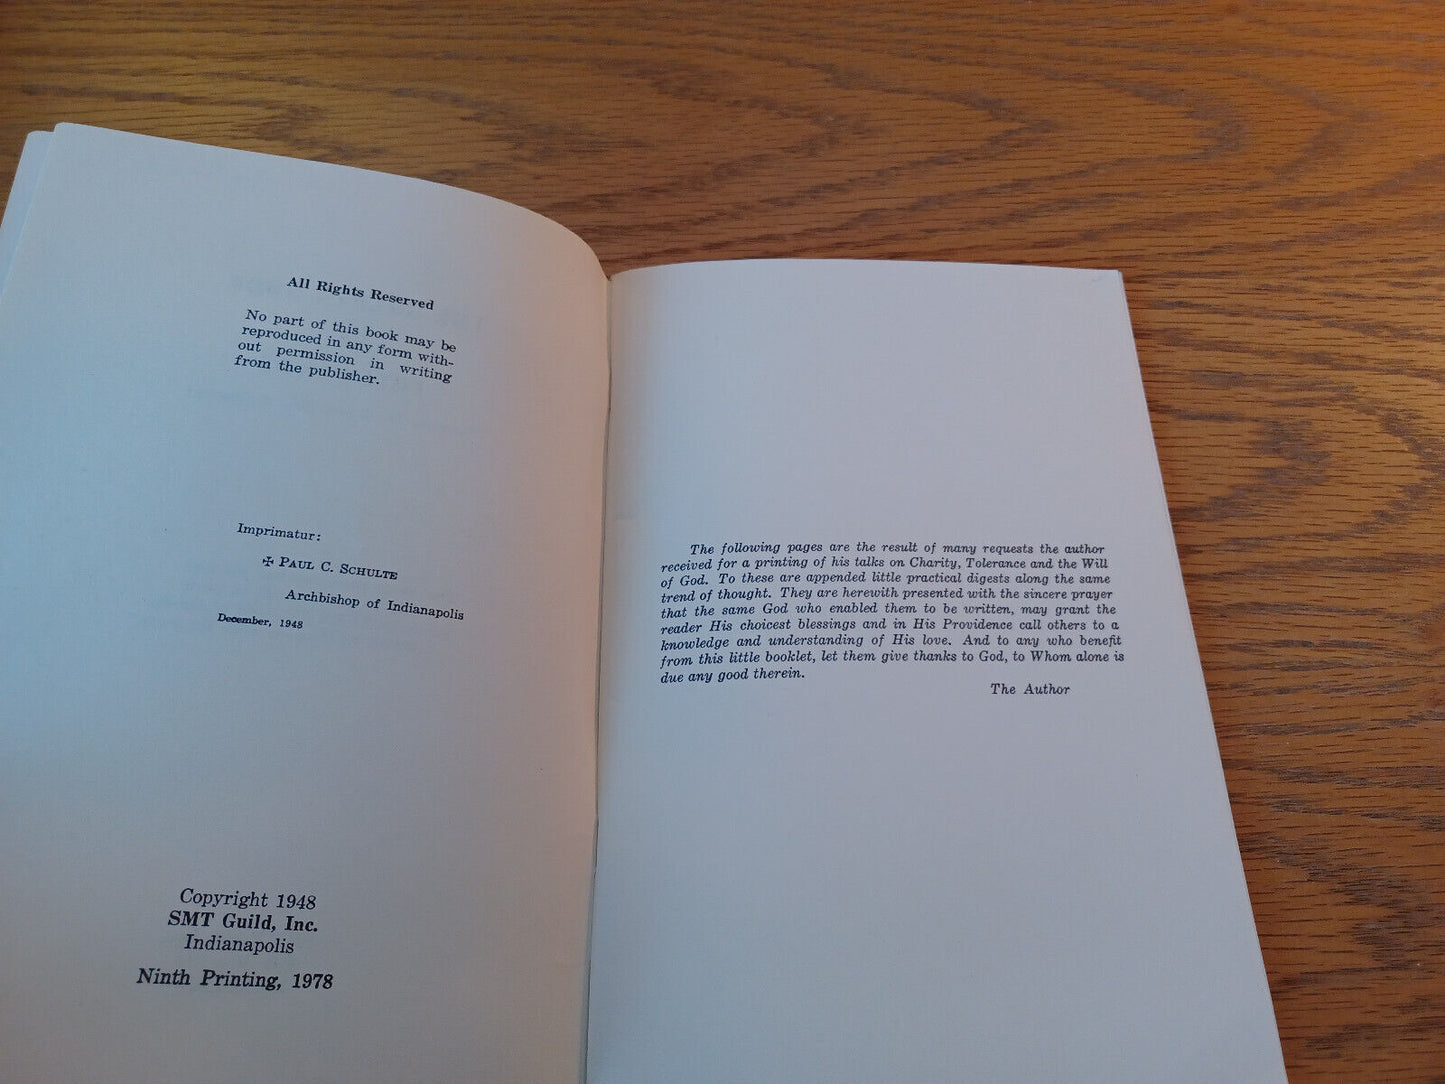 All Rights Reserved
No part of this book may be
reproduced in any form with-
out permission in writing
from the publisher.
Imprimatur:
✠ PAUL C. SCHULTE
Archbishop of Indianapolis
December, 1948
Copyright 1948
SMT Guild, Inc.
Indianapolis
Ninth Printing, 1978
The following pages are the result of many requests the author
received for a printing of his talks on Charity, Tolerance and the Will
of God. To these are appended little practical digests along the same
trend of thought. They are herewith presented with the sincere prayer
that the same God who enabled them to be written, may grant the
reader His choicest blessings and in His Providence call others to a
knowledge and understanding of His love. And to any who benefit
from this little booklet, let them give thanks to God, to Whom alone is
due any good therein.
The Author